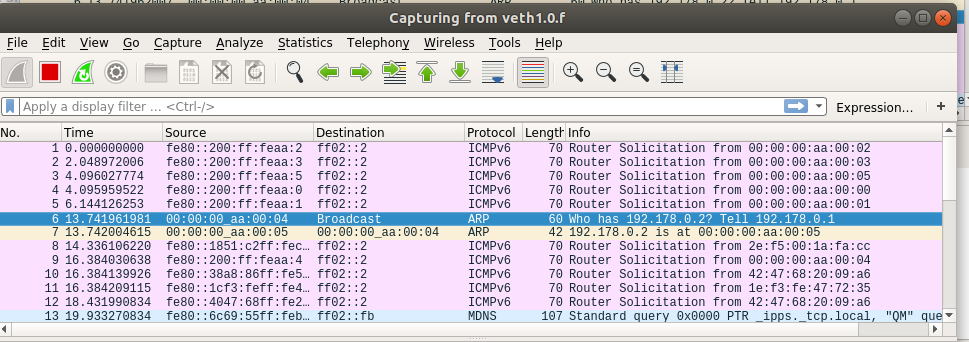 Capturing from veth1.0.f
File Edit View Go Capture Analyze Statistics Telephony Wireless Tools Help
Apply a display filter ... <Ctrl-/> Expression... +
No. Time Source Destination Protocol Length Info
1 0.000000000 fe80::200:ff:feaa:2 ff02::2 ICMPv6 70 Router Solicitation from 00:00:00:aa:00:02
2 2.048972006 fe80::200:ff:feaa:3 ff02::2 ICMPv6 70 Router Solicitation from 00:00:00:aa:00:03
3 4.096027774 fe80::200:ff:feaa:5 ff02::2 ICMPv6 70 Router Solicitation from 00:00:00:aa:00:05
4 4.095959522 fe80::200:ff:feaa:0 ff02::2 ICMPv6 70 Router Solicitation from 00:00:00:aa:00:00
5 6.144126253 fe80::200:ff:feaa:1 ff02::2 ICMPv6 70 Router Solicitation from 00:00:00:aa:00:01
6 13.741961981 00:00:00_aa:00:04 Broadcast ARP 60 Who has 192.178.0.2? Tell 192.178.0.1
7 13.742004615 00:00:00_aa:00:05 00:00:00_aa:00:04 ARP 42 192.178.0.2 is at 00:00:00:aa:00:05
8 14.336106220 fe80::1851:c2ff:fec... ff02::2 ICMPv6 70 Router Solicitation from 2e:f5:00:1a:fa:cc
9 16.384030638 fe80::200:ff:feaa:4 ff02::2 ICMPv6 70 Router Solicitation from 00:00:00:aa:00:04
10 16.384139926 fe80::38a8:86ff:fe5... ff02::2 ICMPv6 70 Router Solicitation from 42:47:68:20:09:a6
11 16.384209115 fe80::1cf3:feff:fe4... ff02::2 ICMPv6 70 Router Solicitation from 1e:f3:fe:47:72:35
12 18.431990834 fe80::4047:68ff:fe2... ff02::2 ICMPv6 70 Router Solicitation from 42:47:68:20:09:a6
13 19.933270834 fe80::6c69:55ff:feb... ff02::fb MDNS 107 Standard query 0x0000 PTR _ipps._tcp.local, "QM" que